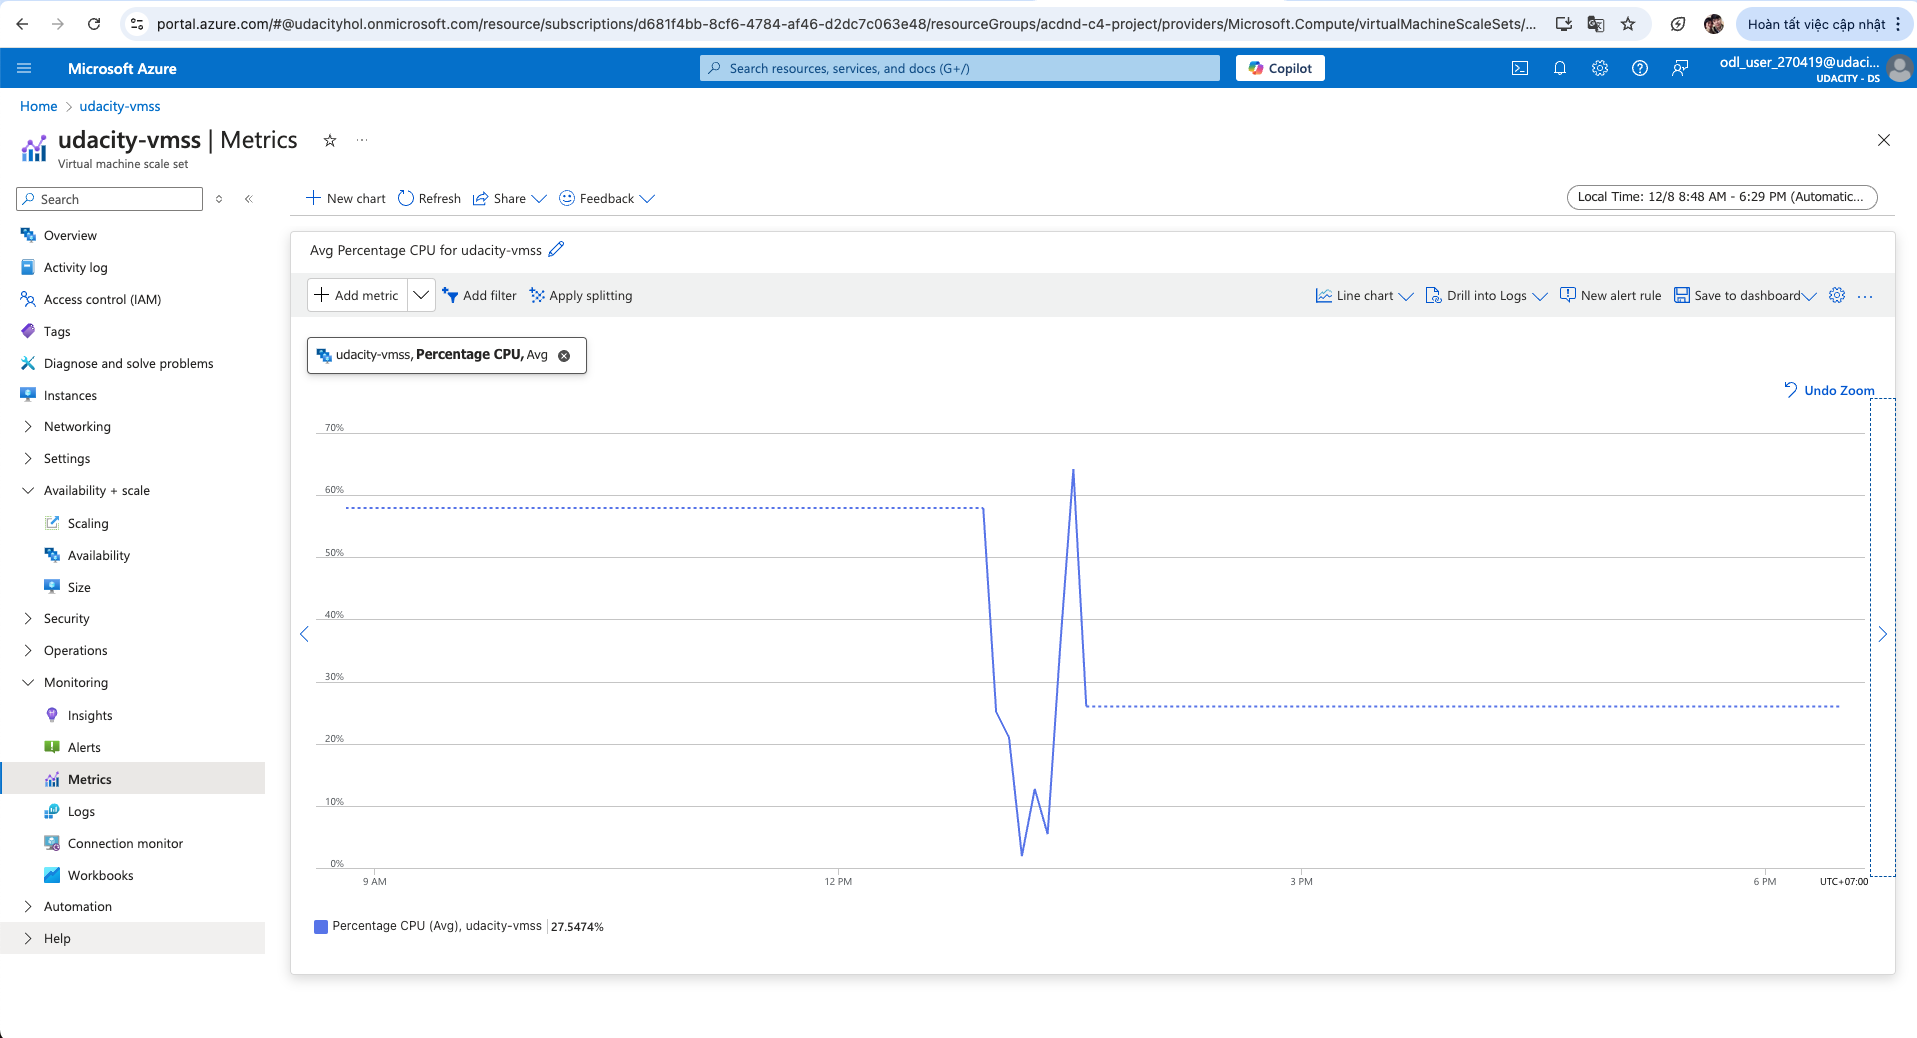 portal.azure.com/#@udacityhol.onmicrosoft.com/resource/subscriptions/d681f4bb-8cf6-4784-af46-d2dc7c063e48/resourceGroups/acdnd-c4-project/providers/Microsoft.Compute/virtualMachineScaleSets/...
Hoàn tất việc cập nhật
Microsoft Azure
Search resources, services, and docs (G+/)
Copilot
odl_user_270419@udaci...
UDACITY - DS
Home > udacity-vmss
udacity-vmss | Metrics
Virtual machine scale set
Search
New chart Refresh Share Feedback
Local Time: 12/8 8:48 AM - 6:29 PM (Automatic...
Overview
Activity log
Access control (IAM)
Tags
Diagnose and solve problems
Instances
Networking
Settings
Availability + scale
Scaling
Availability
Size
Security
Operations
Monitoring
Insights
Alerts
Metrics
Logs
Connection monitor
Workbooks
Automation
Help
Avg Percentage CPU for udacity-vmss
Add metric Add filter Apply splitting
Line chart Drill into Logs New alert rule Save to dashboard
udacity-vmss, Percentage CPU, Avg
Undo Zoom
70%
60%
50%
40%
30%
20%
10%
0%
9 AM 12 PM 3 PM 6 PM UTC+07:00
Percentage CPU (Avg), udacity-vmss 27.5474%